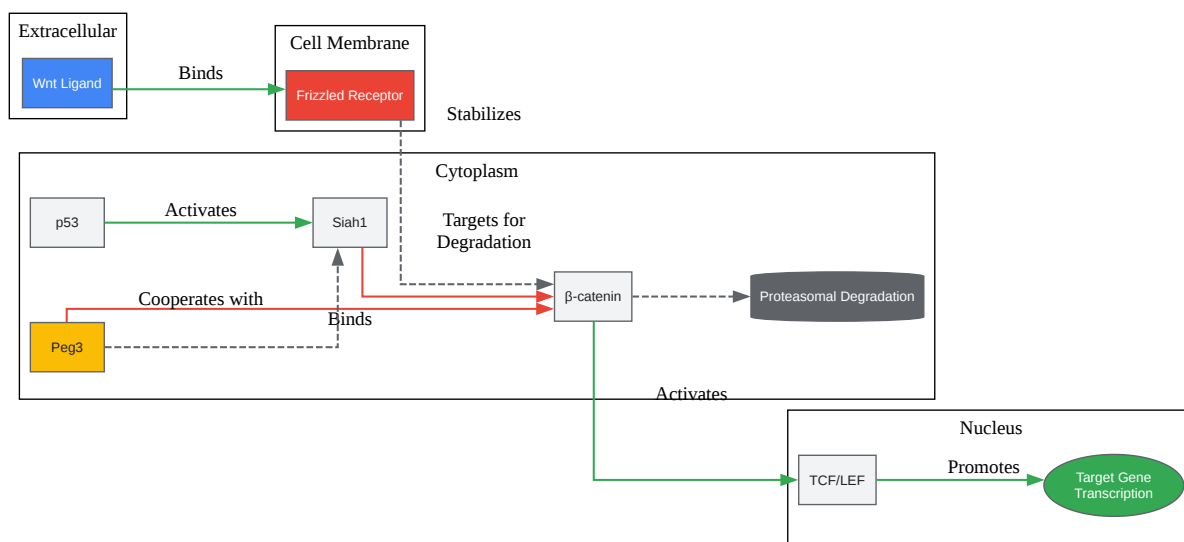 Extracellular
Cell Membrane
Wnt Ligand
Binds
Frizzled Receptor
Stabilizes
Cytoplasm
p53
Activates
Siah1
Targets for
Degradation
Cooperates with
Binds
β-catenin
Proteasomal Degradation
Peg3
Activates
Nucleus
TCF/LEF
Promotes
Target Gene
Transcription